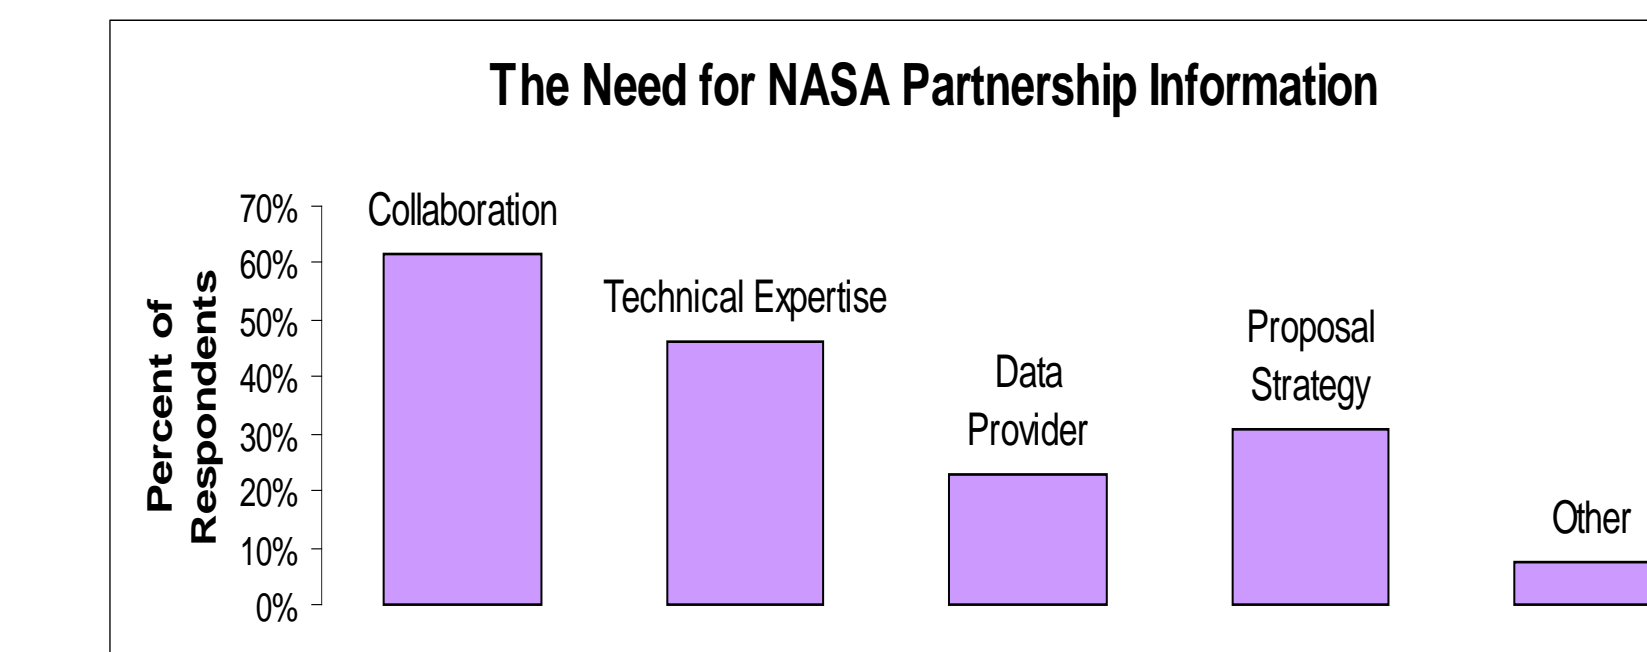 The Need for NASA Partnership Information
Percent of
Respondents
70%
60%
50%
40%
30%
20%
10%
0%
Collaboration
Technical Expertise
Data
Provider
Proposal
Strategy
Other